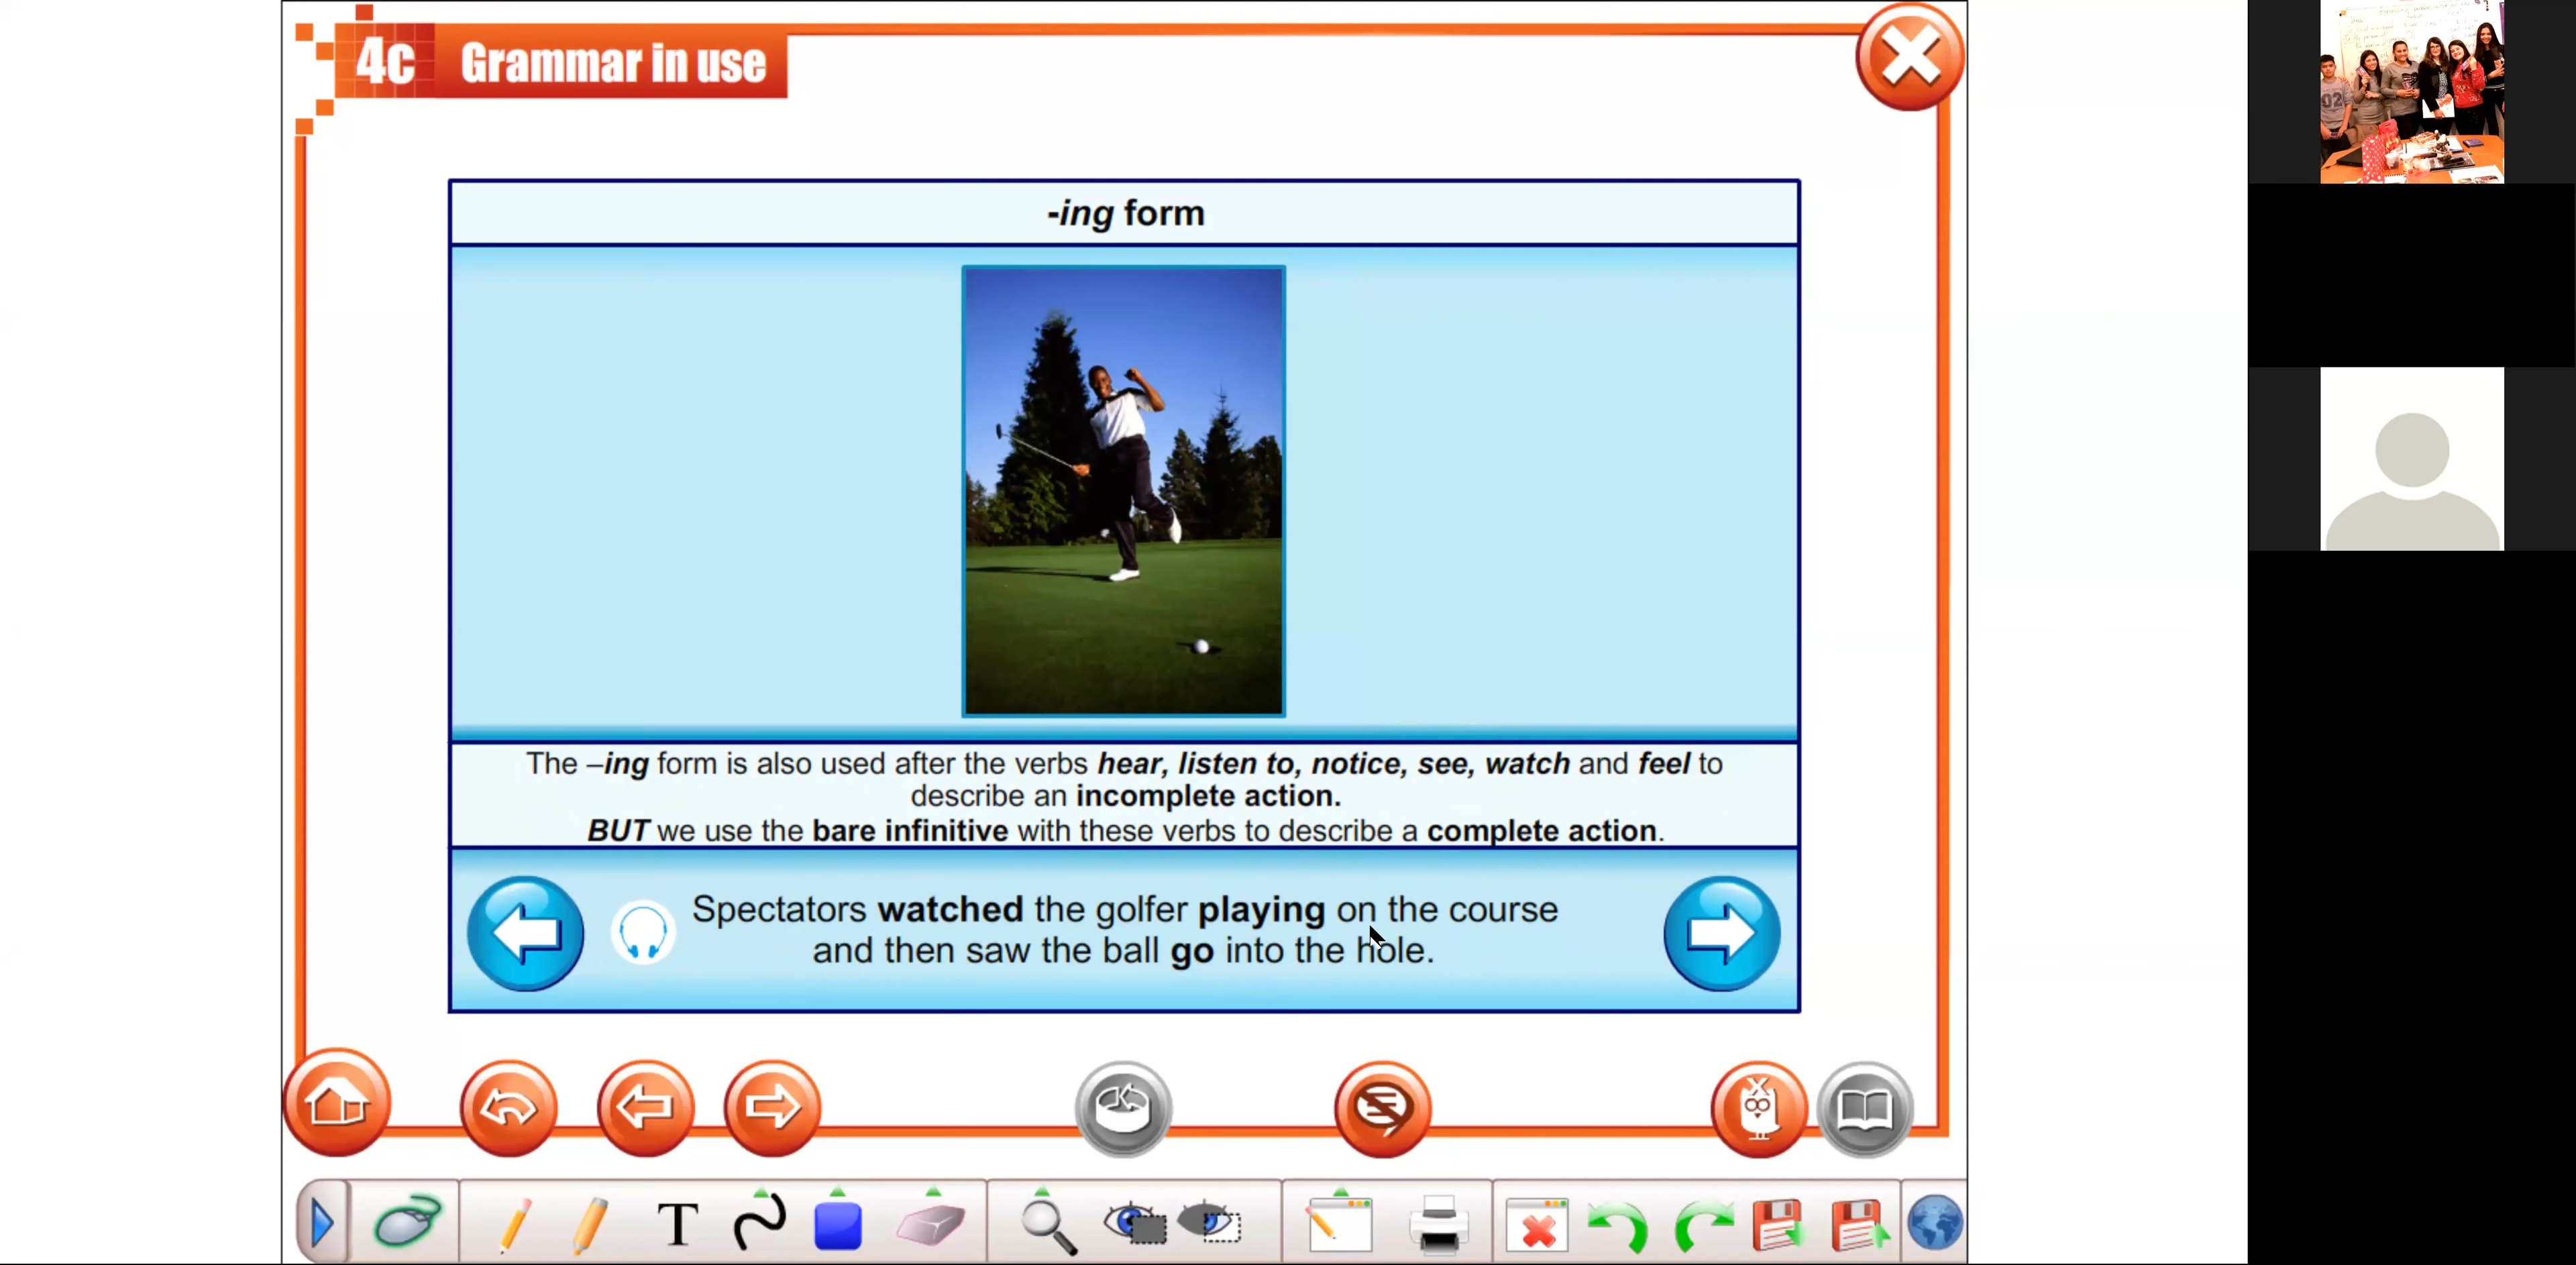 4c Grammar in use
-ing form
The –ing form is also used after the verbs hear, listen to, notice, see, watch and feel to
describe an incomplete action.
BUT we use the bare infinitive with these verbs to describe a complete action.
Spectators watched the golfer playing on the course
and then saw the ball go into the hole.
T
02